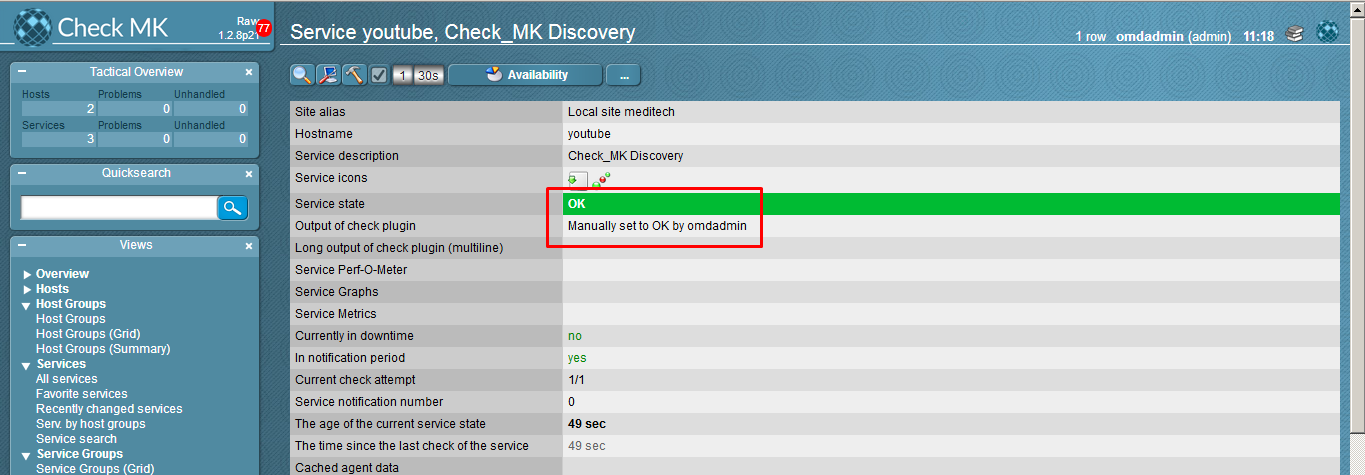 Check MK
Raw
1.2.8p21
77
Service youtube, Check_MK Discovery
1 row omdadmin (admin) 11:18
Tactical Overview
Hosts Problems Unhandled
2 0 0
Services Problems Unhandled
3 0 0
Quicksearch
Views
Overview
Hosts
Host Groups
Host Groups
Host Groups (Grid)
Host Groups (Summary)
Services
All services
Favorite services
Recently changed services
Serv. by host groups
Service search
Service Groups
Service Groups (Grid)
1 30s Availability ...
Site alias Local site meditech
Hostname youtube
Service description Check_MK Discovery
Service icons
Service state OK
Output of check plugin Manually set to OK by omdadmin
Long output of check plugin (multiline)
Service Perf-O-Meter
Service Graphs
Service Metrics
Currently in downtime no
In notification period yes
Current check attempt 1/1
Service notification number 0
The age of the current service state 49 sec
The time since the last check of the service 49 sec
Cached agent data